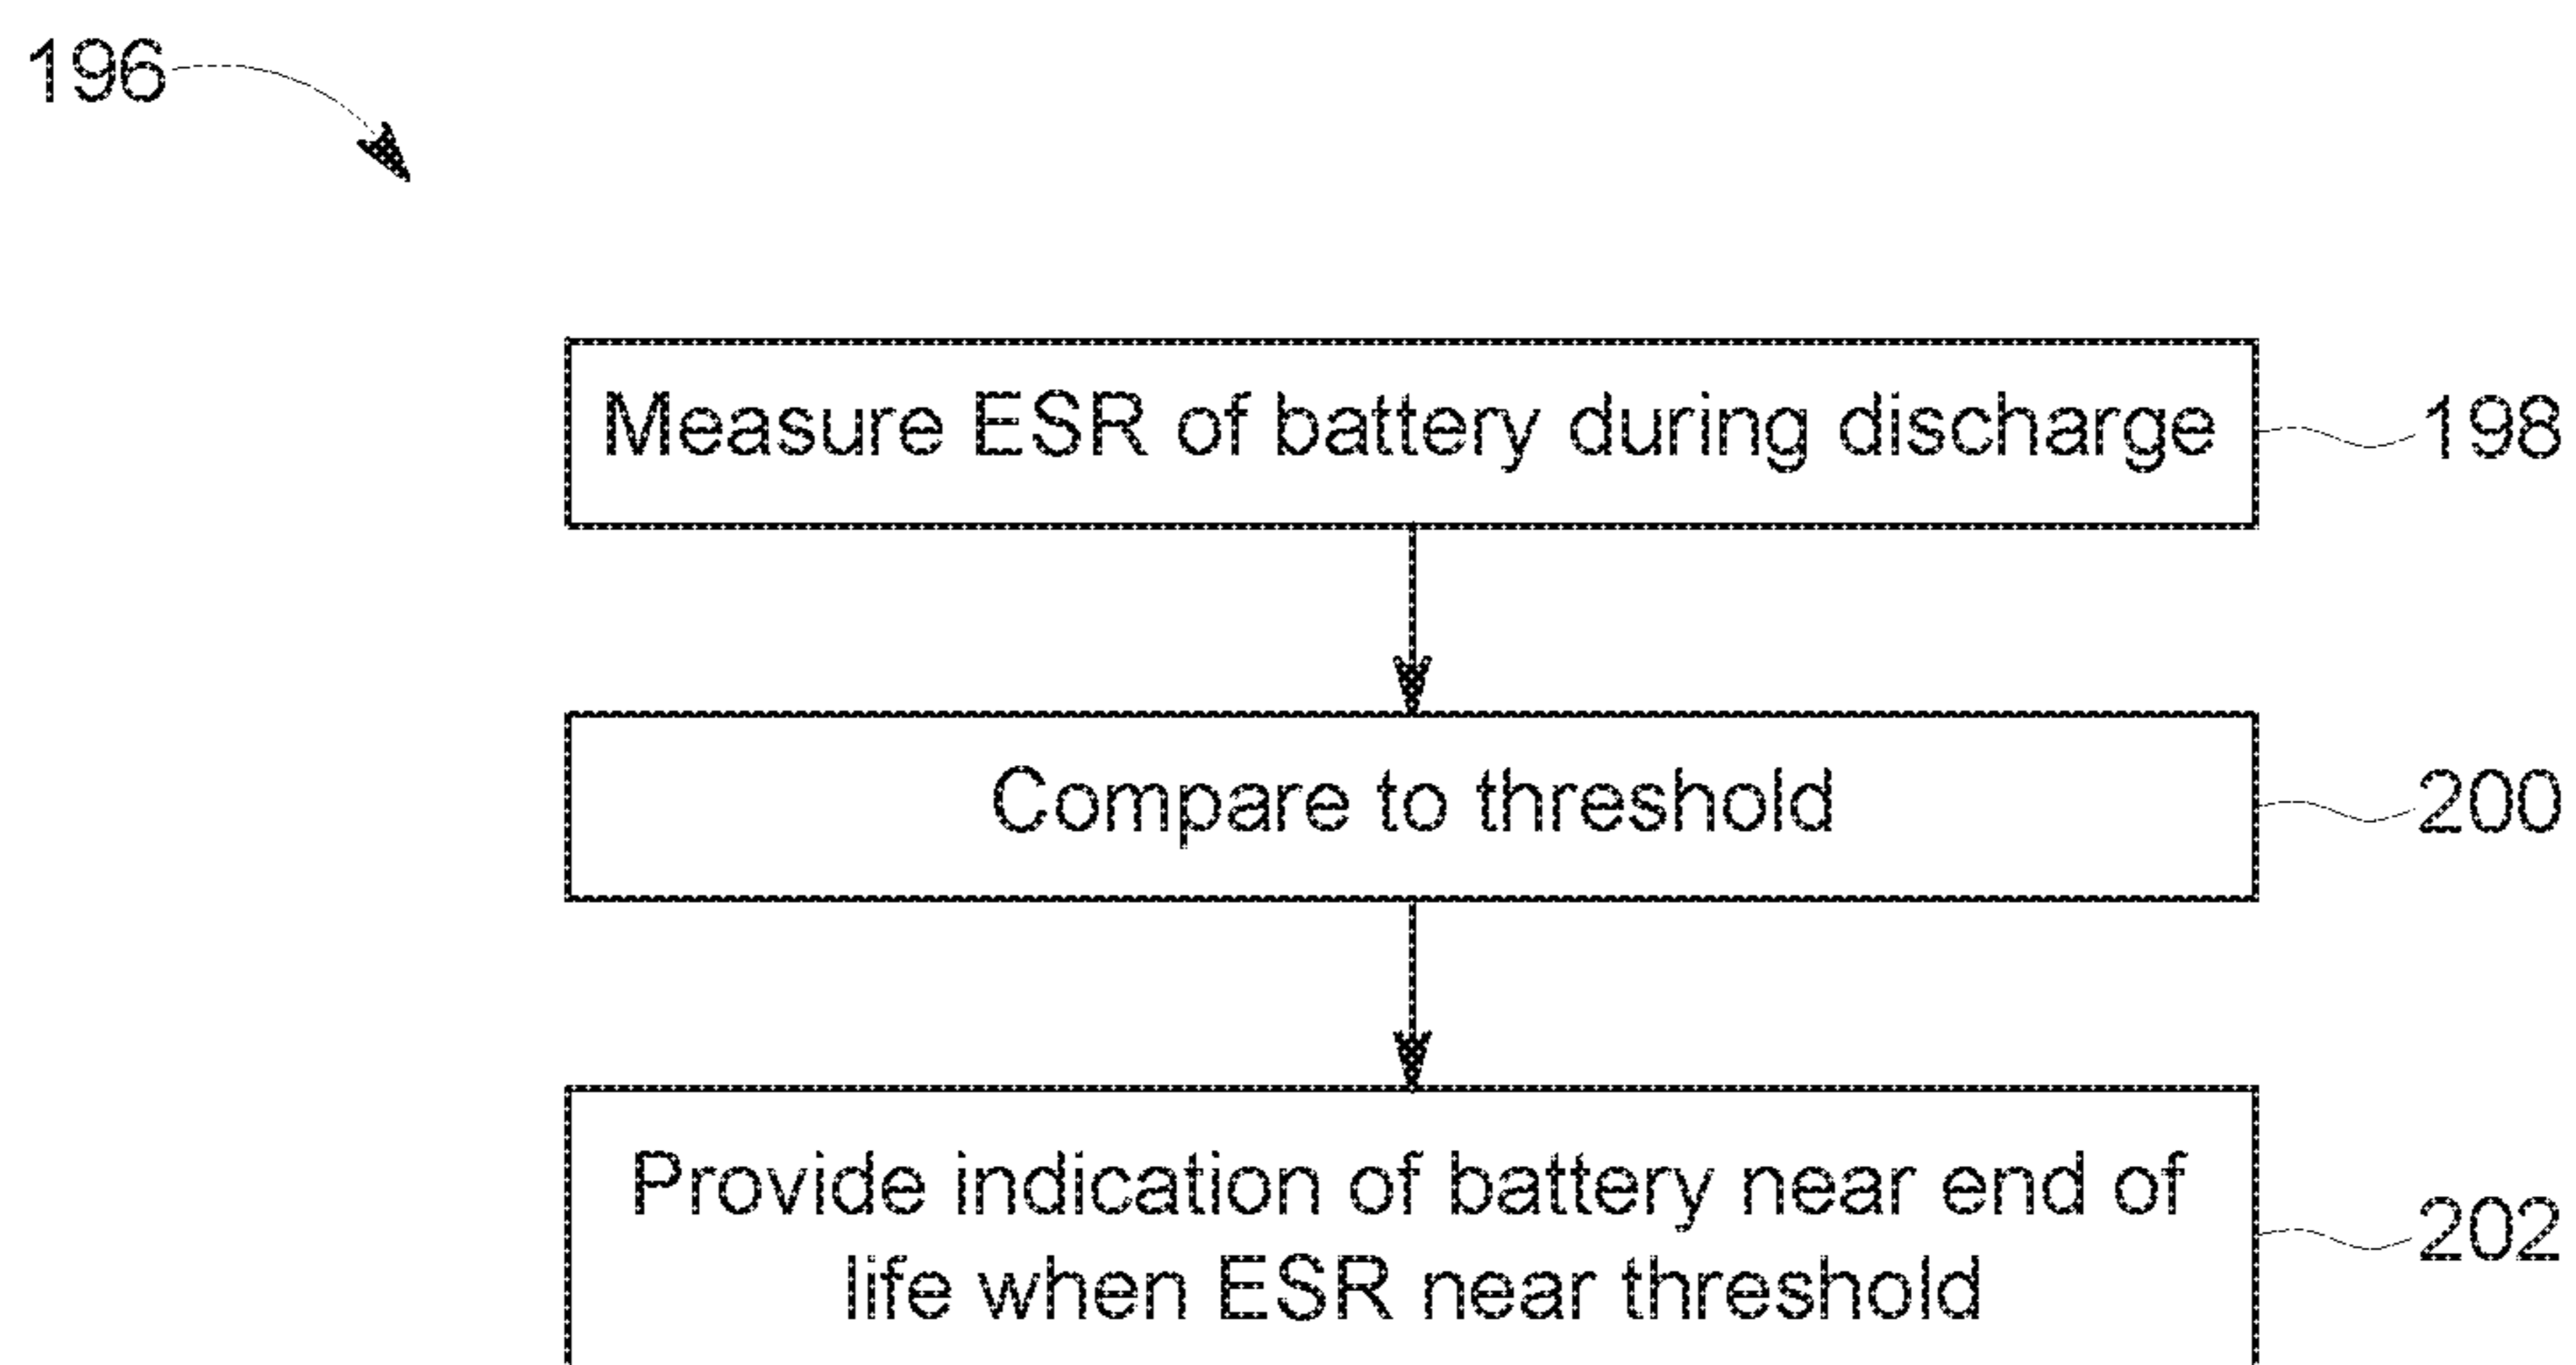 196
Measure ESR of battery during discharge
198
Compare to threshold
200
Provide indication of battery near end of
life when ESR near threshold
202